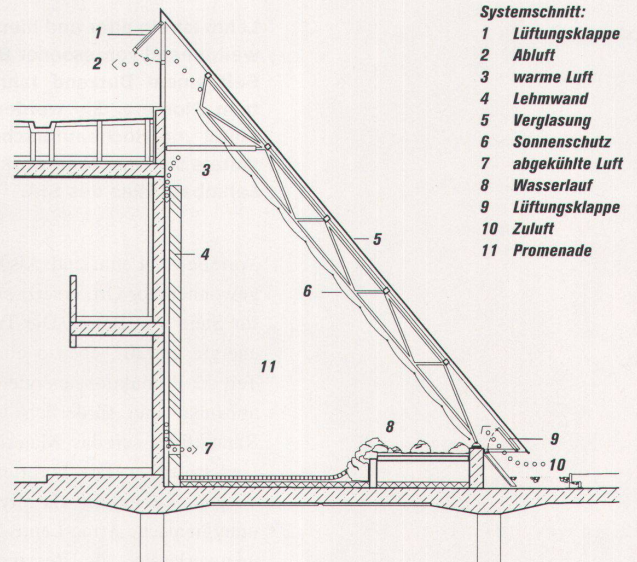 Systemschnitt:
1 Lüftungsklappe
2 Abluft
3 warme Luft
4 Lehmwand
5 Verglasung
6 Sonnenschutz
7 abgekühlte Luft
8 Wasserlauf
9 Lüftungsklappe
10 Zuluft
11 Promenade
1
2
3
4
5
6
11
8
7
9
10